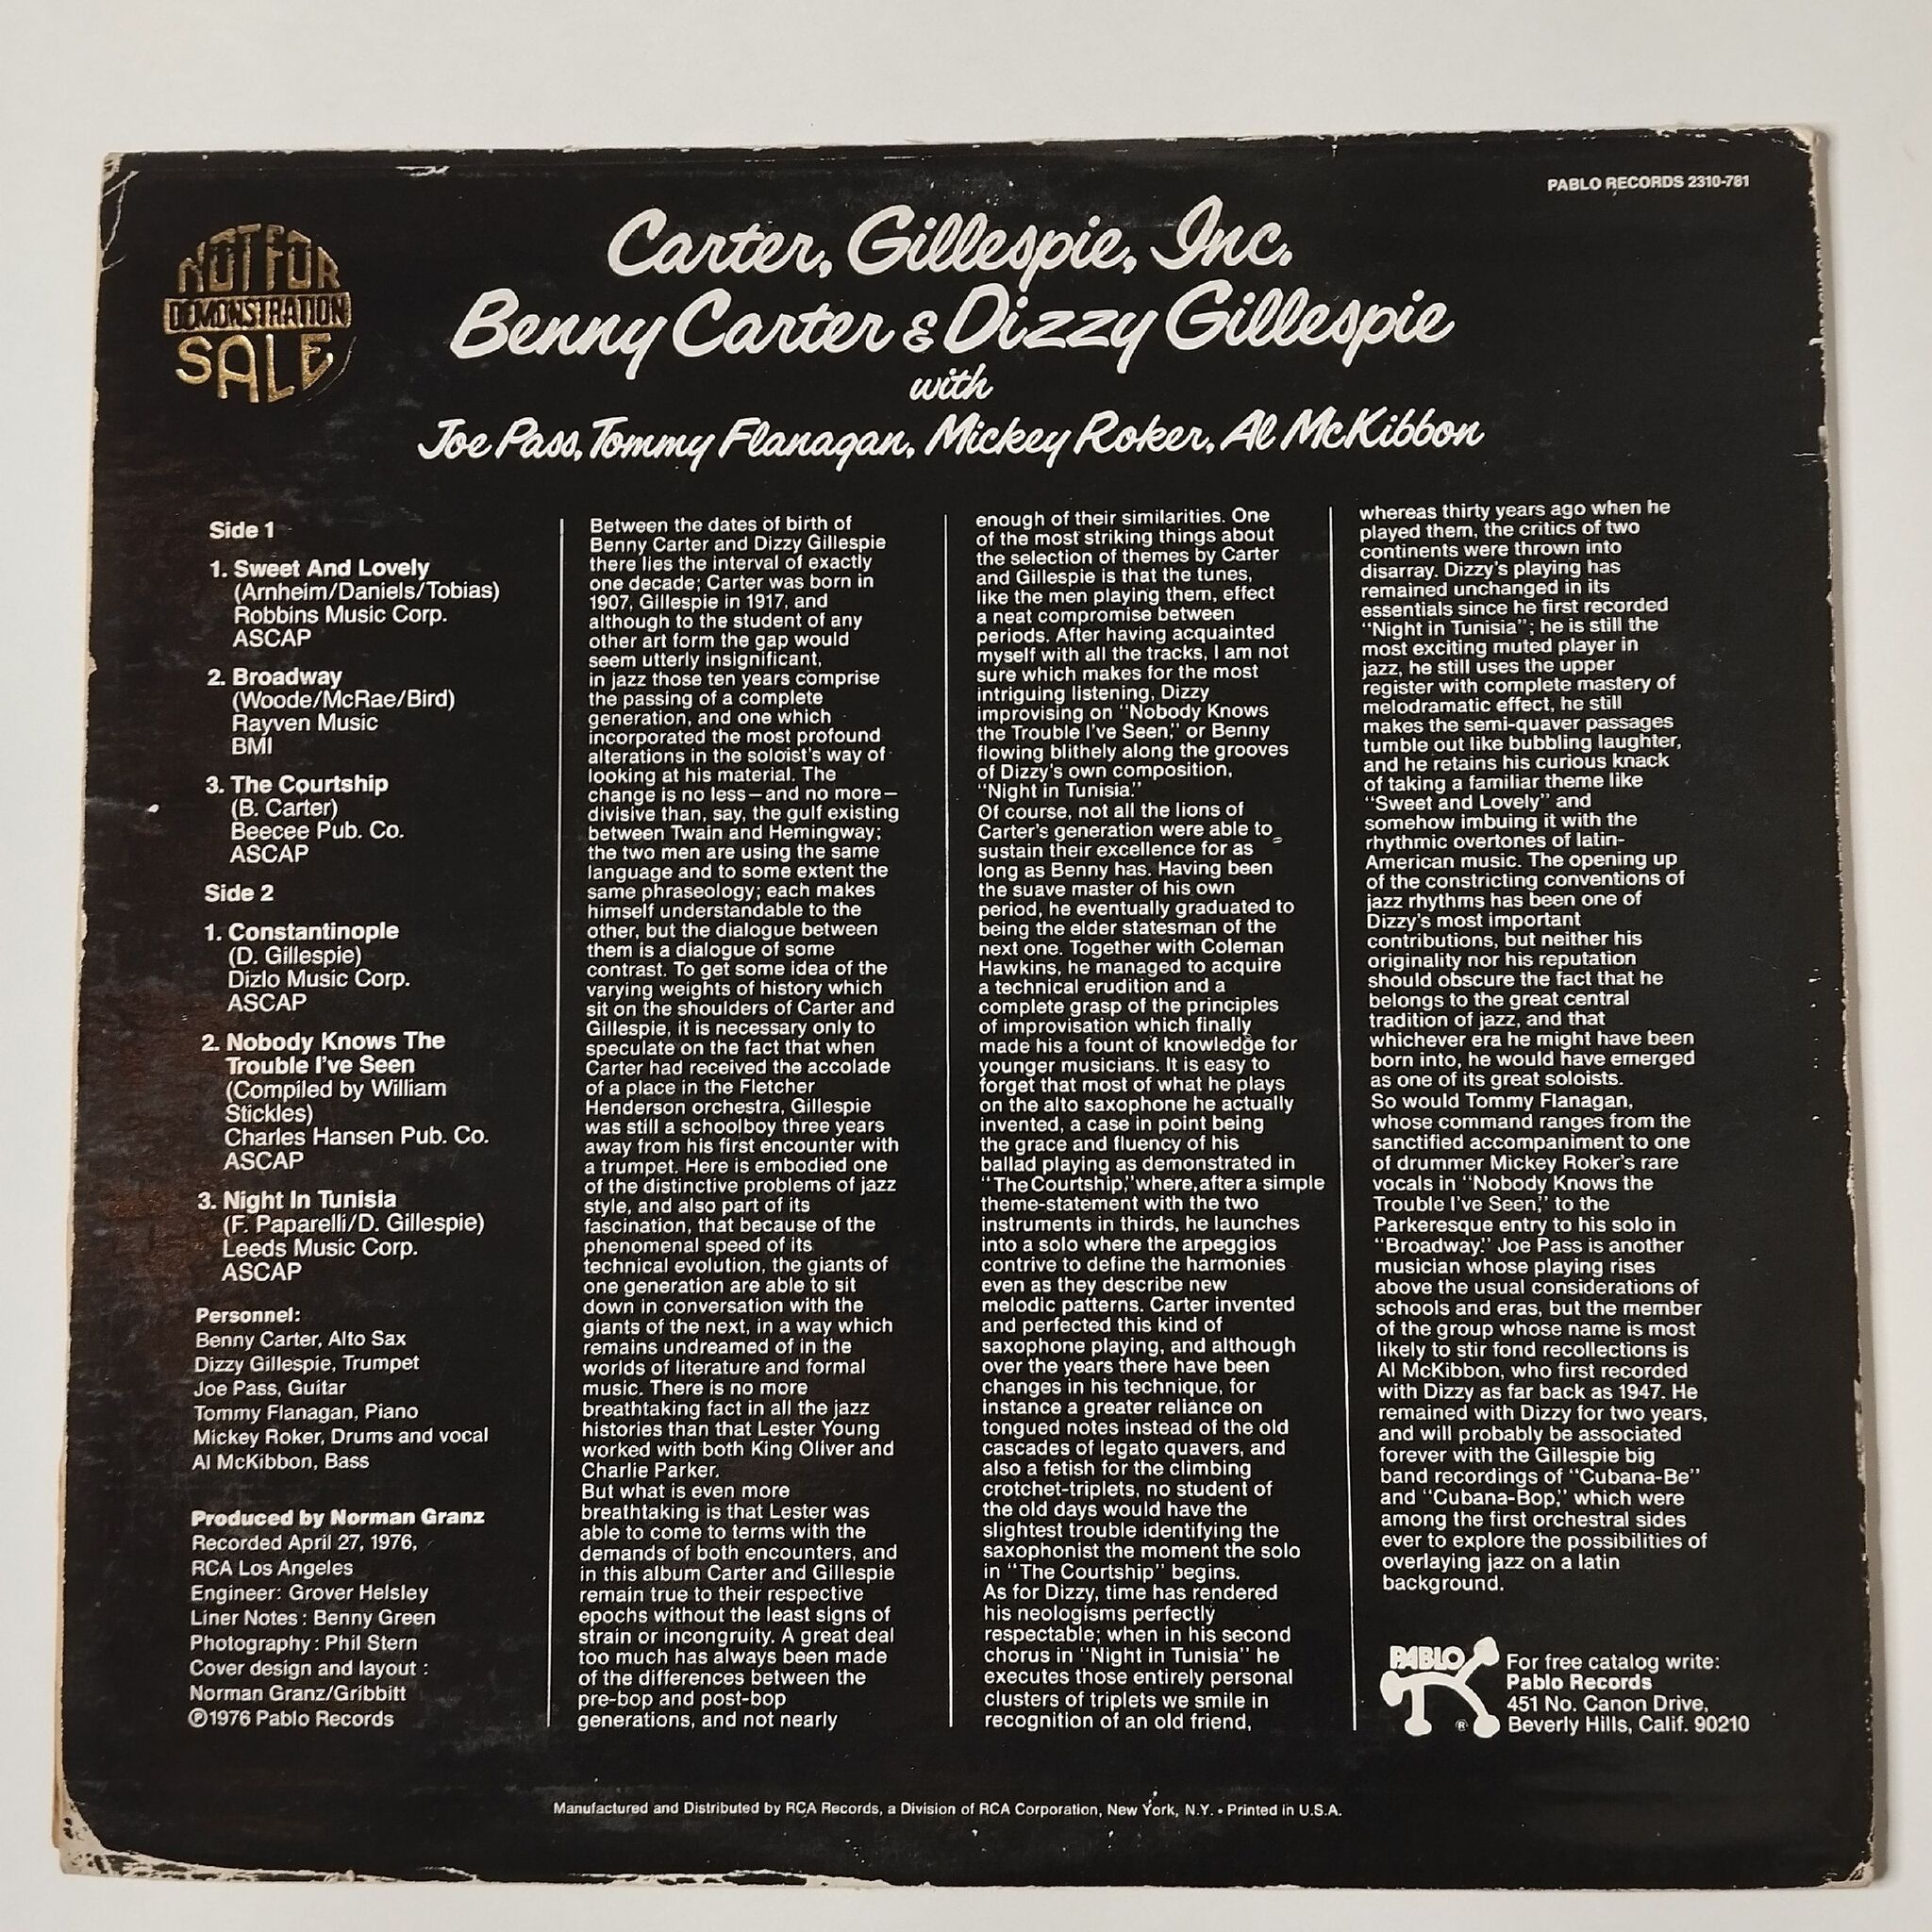 PABLO RECORDS 2310-781
NOT FOR
DEMONSTRATION
SALE
Carter, Gillespie, Inc.
Benny Carter & Dizzy Gillespie
with
Joe Pass, Tommy Flanagan, Mickey Roker, Al McKibbon
Side 1
1. Sweet And Lovely
(Arnheim/Daniels/Tobias)
Robbins Music Corp.
ASCAP
2. Broadway
(Woode/McRae/Bird)
Rayven Music
BMI
3. The Courtship
(B. Carter)
Beecee Pub. Co.
ASCAP
Side 2
1. Constantinople
(D. Gillespie)
Dizlo Music Corp.
ASCAP
2. Nobody Knows The
Trouble I've Seen
(Compiled by William
Stickles)
Charles Hansen Pub. Co.
ASCAP
3. Night In Tunisia
(F. Paparelli/D. Gillespie)
Leeds Music Corp.
ASCAP
Personnel:
Benny Carter, Alto Sax
Dizzy Gillespie, Trumpet
Joe Pass, Guitar
Tommy Flanagan, Piano
Mickey Roker, Drums and vocal
Al McKibbon, Bass
Produced by Norman Granz
Recorded April 27, 1976,
RCA Los Angeles
Engineer: Grover Helsley
Liner Notes: Benny Green
Photography: Phil Stern
Cover design and layout:
Norman Granz/Gribbitt
℗1976 Pablo Records
Between the dates of birth of
Benny Carter and Dizzy Gillespie
there lies the interval of exactly
one decade; Carter was born in
1907, Gillespie in 1917, and
although to the student of any
other art form the gap would
seem utterly insignificant,
in jazz those ten years comprise
the passing of a complete
generation, and one which
incorporated the most profound
alterations in the soloist's way of
looking at his material. The
change is no less—and no more—
divisive than, say, the gulf existing
between Twain and Hemingway;
the two men are using the same
language and to some extent the
same phraseology; each makes
himself understandable to the
other, but the dialogue between
them is a dialogue of some
contrast. To get some idea of the
varying weights of history which
sit on the shoulders of Carter and
Gillespie, it is necessary only to
speculate on the fact that when
Carter had received the accolade
of a place in the Fletcher
Henderson orchestra, Gillespie
was still a schoolboy three years
away from his first encounter with
a trumpet. Here is embodied one
of the distinctive problems of jazz
style, and also part of its
fascination, that because of the
phenomenal speed of its
technical evolution, the giants of
one generation are able to sit
down in conversation with the
giants of the next, in a way which
remains undreamed of in the
worlds of literature and formal
music. There is no more
breathtaking fact in all the jazz
histories than that Lester Young
worked with both King Oliver and
Charlie Parker.
But what is even more
breathtaking is that Lester was
able to come to terms with the
demands of both encounters, and
in this album Carter and Gillespie
remain true to their respective
epochs without the least signs of
strain or incongruity. A great deal
too much has always been made
of the differences between the
pre-bop and post-bop
generations, and not nearly
enough of their similarities. One
of the most striking things about
the selection of themes by Carter
and Gillespie is that the tunes,
like the men playing them, effect
a neat compromise between
periods. After having acquainted
myself with all the tracks, I am not
sure which makes for the most
intriguing listening, Dizzy
improvising on "Nobody Knows
the Trouble I've Seen," or Benny
flowing blithely along the grooves
of Dizzy's own composition,
"Night in Tunisia."
Of course, not all the lions of
Carter's generation were able to
sustain their excellence for as
long as Benny has. Having been
the suave master of his own
period, he eventually graduated to
being the elder statesman of the
next one. Together with Coleman
Hawkins, he managed to acquire
a technical erudition and a
complete grasp of the principles
of improvisation which finally
made his a fount of knowledge for
younger musicians. It is easy to
forget that most of what he plays
on the alto saxophone he actually
invented, a case in point being
the grace and fluency of his
ballad playing as demonstrated in
"The Courtship," where, after a simple
theme-statement with the two
instruments in thirds, he launches
into a solo where the arpeggios
contrive to define the harmonies
even as they describe new
melodic patterns. Carter invented
and perfected this kind of
saxophone playing, and although
over the years there have been
changes in his technique, for
instance a greater reliance on
tongued notes instead of the old
cascades of legato quavers, and
also a fetish for the climbing
crotchet-triplets, no student of
the old days would have the
slightest trouble identifying the
saxophonist the moment the solo
in "The Courtship" begins.
As for Dizzy, time has rendered
his neologisms perfectly
respectable; when in his second
chorus in "Night in Tunisia" he
executes those entirely personal
clusters of triplets we smile in
recognition of an old friend,
whereas thirty years ago when he
played them, the critics of two
continents were thrown into
disarray. Dizzy's playing has
remained unchanged in its
essentials since he first recorded
"Night in Tunisia"; he is still the
most exciting muted player in
jazz, he still uses the upper
register with complete mastery of
melodramatic effect, he still
makes the semi-quaver passages
tumble out like bubbling laughter,
and he retains his curious knack
of taking a familiar theme like
"Sweet and Lovely" and
somehow imbuing it with the
rhythmic overtones of latin-
American music. The opening up
of the constricting conventions of
jazz rhythms has been one of
Dizzy's most important
contributions, but neither his
originality nor his reputation
should obscure the fact that he
belongs to the great central
tradition of jazz, and that
whichever era he might have been
born into, he would have emerged
as one of its great soloists.
So would Tommy Flanagan,
whose command ranges from the
sanctified accompaniment to one
of drummer Mickey Roker's rare
vocals in "Nobody Knows the
Trouble I've Seen," to the
Parkeresque entry to his solo in
"Broadway." Joe Pass is another
musician whose playing rises
above the usual considerations of
schools and eras, but the member
of the group whose name is most
likely to stir fond recollections is
Al McKibbon, who first recorded
with Dizzy as far back as 1947. He
remained with Dizzy for two years,
and will probably be associated
forever with the Gillespie big
band recordings of "Cubana-Be"
and "Cubana-Bop," which were
among the first orchestral sides
ever to explore the possibilities of
overlaying jazz on a latin
background.
PABLO
®
For free catalog write:
Pablo Records
451 No. Canon Drive,
Beverly Hills, Calif. 90210
Manufactured and Distributed by RCA Records, a Division of RCA Corporation, New York, N.Y. • Printed in U.S.A.